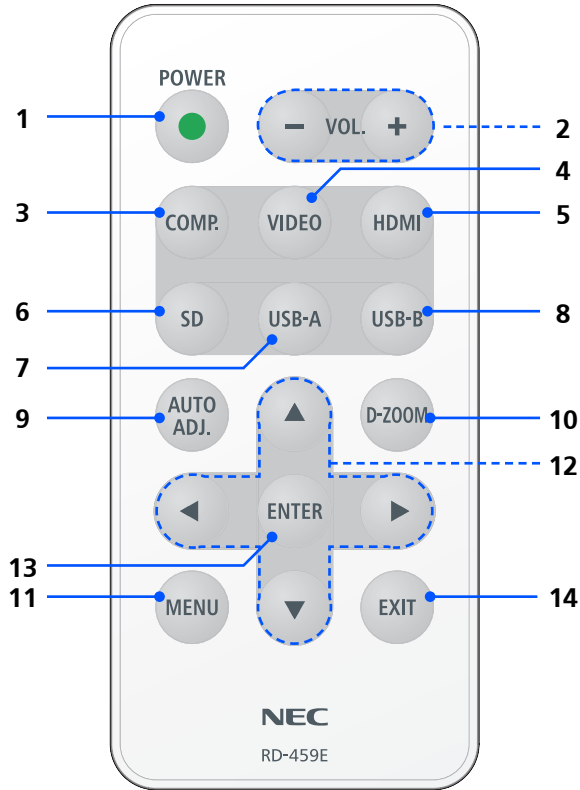 POWER
1
VOL.
2
4
3
COMP.
VIDEO
HDMI
5
6
SD
USB-A
USB-B
8
7
9
AUTO
ADJ.
D-ZOOM
10
12
ENTER
13
11
MENU
EXIT
14
NEC
RD-459E